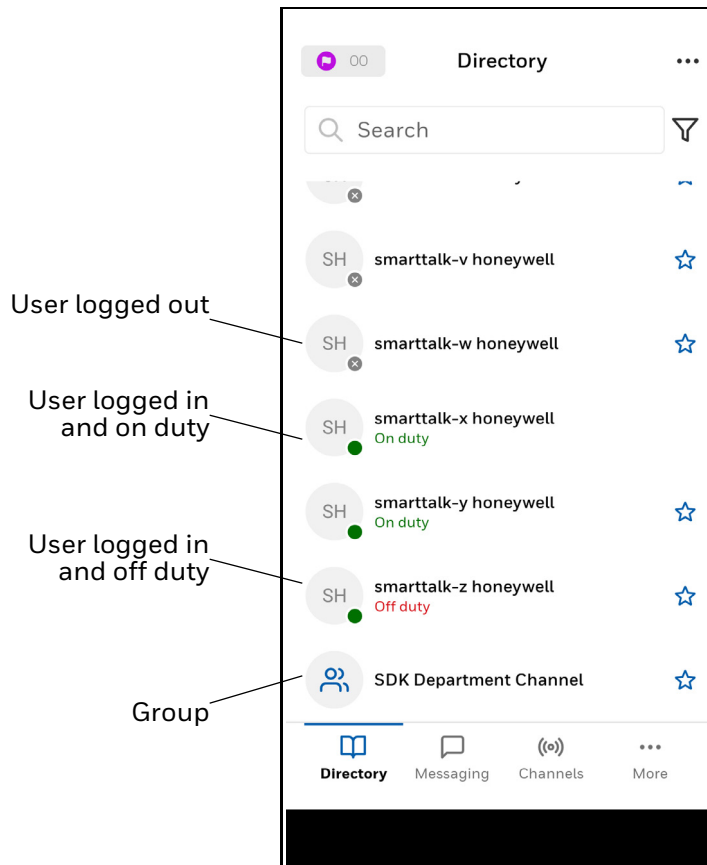 00
Directory
Search
SH
smarttalk-v honeywell
User logged out
SH
smarttalk-w honeywell
User logged in
and on duty
SH
smarttalk-x honeywell
On duty
SH
smarttalk-y honeywell
On duty
User logged in
and off duty
SH
smarttalk-z honeywell
Off duty
Group
SDK Department Channel
Directory
Messaging
Channels
More